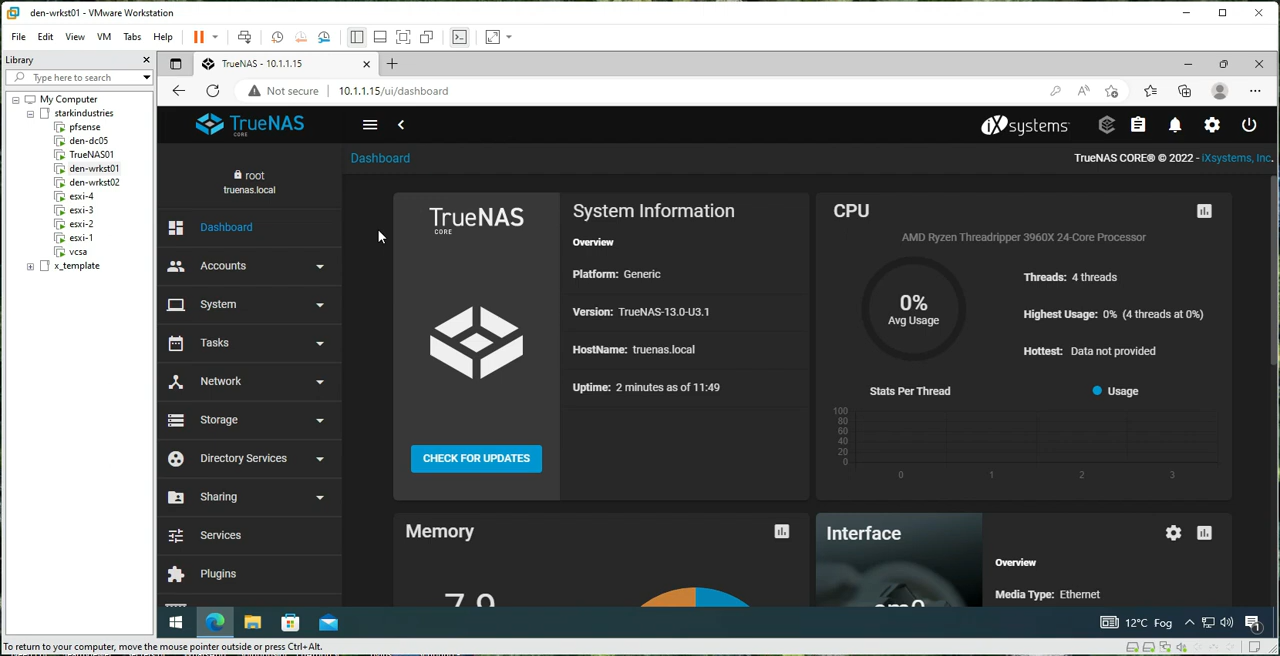 den-wrkst01 - VMware Workstation
File Edit View VM Tabs Help
Library
Type here to search
My Computer
starkindustries
pfsense
den-dc05
TrueNAS01
den-wrkst01
den-wrkst02
esxi-4
esxi-3
esxi-2
esxi-1
vcsa
x_template
TrueNAS - 10.1.1.15
Not secure
10.1.1.15/ui/dashboard
TrueNAS
CORE
iXsystems
root
truenas.local
Dashboard
TrueNAS CORE® © 2022 - iXsystems, Inc.
Dashboard
Accounts
System
Tasks
Network
Storage
Directory Services
Sharing
Services
Plugins
TrueNAS
CORE
CHECK FOR UPDATES
System Information
Overview
Platform: Generic
Version: TrueNAS-13.0-U3.1
HostName: truenas.local
Uptime: 2 minutes as of 11:49
CPU
AMD Ryzen Threadripper 3960X 24-Core Processor
0%
Avg Usage
Threads: 4 threads
Highest Usage: 0% (4 threads at 0%)
Hottest: Data not provided
Stats Per Thread
Usage
100
80
60
40
20
0
0 1 2 3
Memory
7.9
Interface
em0
Overview
Media Type: Ethernet
12°C Fog
1
To return to your computer, move the mouse pointer outside or press Ctrl+Alt.